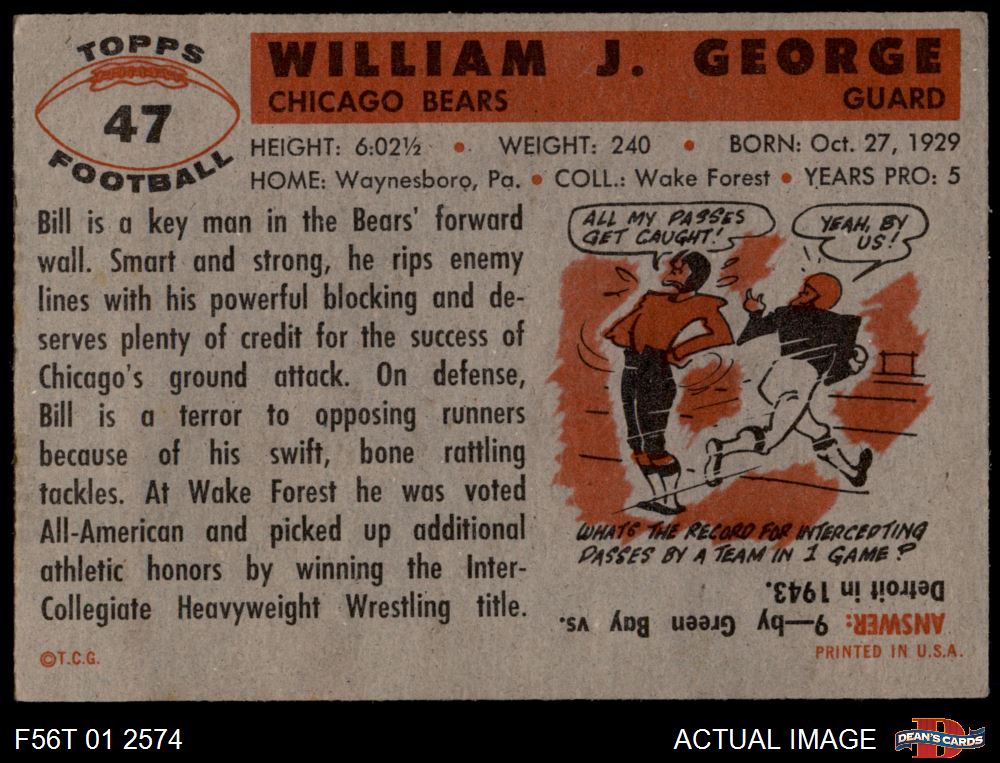 TOPPS
47
FOOTBALL
WILLIAM J. GEORGE
CHICAGO BEARS GUARD
HEIGHT: 6:02½ • WEIGHT: 240 • BORN: Oct. 27, 1929
HOME: Waynesboro, Pa. • COLL.: Wake Forest • YEARS PRO: 5
Bill is a key man in the Bears' forward
wall. Smart and strong, he rips enemy
lines with his powerful blocking and de-
serves plenty of credit for the success of
Chicago's ground attack. On defense,
Bill is a terror to opposing runners
because of his swift, bone rattling
tackles. At Wake Forest he was voted
All-American and picked up additional
athletic honors by winning the Inter-
Collegiate Heavyweight Wrestling title.
©T.C.G.
ALL MY PASSES
GET CAUGHT!
YEAH, BY
US!
WHATS THE RECORD FOR INTERCEPTING
PASSES BY A TEAM IN 1 GAME?
ANSWER: 9—by Green Bay vs.
Detroit in 1943.
PRINTED IN U.S.A.
F56T 01 2574
ACTUAL IMAGE
D
DEAN'S CARDS